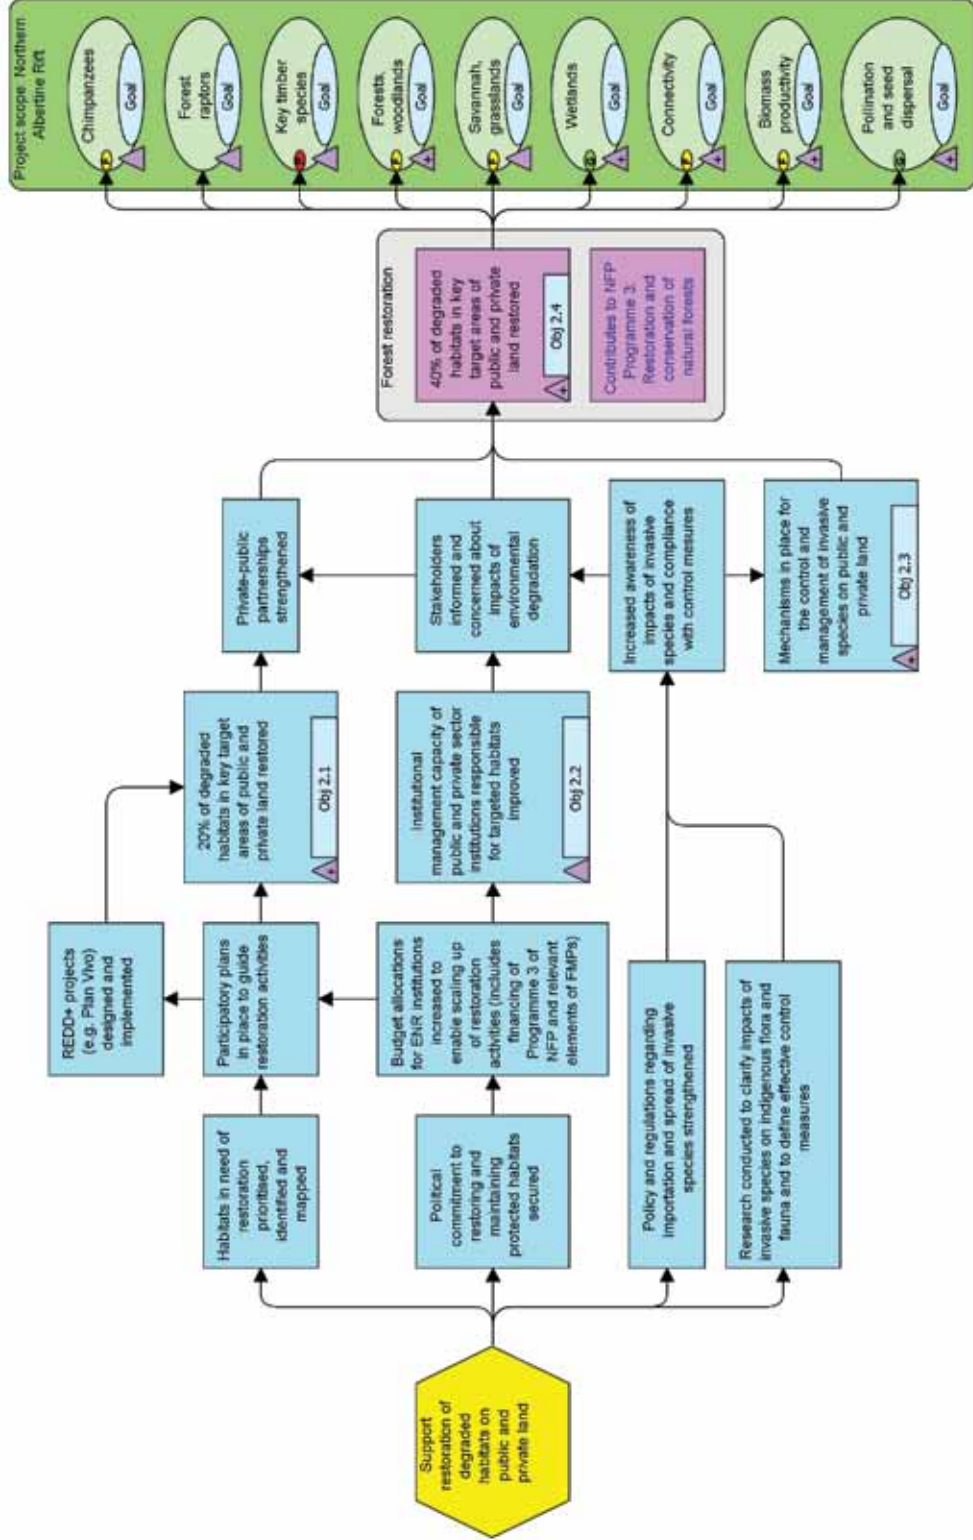 Project scope: Northern
Albertine Rift
Chimpanzees
Goal
Forest
raptors
Goal
Key timber
species
Goal
Forests,
woodlands
Goal
Savannah,
grasslands
Goal
Wetlands
Goal
Connectivity
Goal
Biomass
productivity
Goal
Pollination
and seed
dispersal
Goal
Forest restoration
40% of degraded
habitats in key
target areas of
public and private
land restored
Obj 2.4
Contributes to NFP
Programme 3:
Restoration and
conservation of
natural forests
Private-public
partnerships
strengthened
Stakeholders
informed and
concerned about
impacts of
environmental
degradation
Increased awareness of
impacts of invasive
species and compliance
with control mesures
Mechanisms in place for
the control and
management of invasive
species on public and
private land
Obj 2.3
20% of degraded
habitats in key target
areas of public and
private land restored
Obj 2.1
Institutional
management capacity of
public and private sector
institutions responsible
for targeted habitats
improved
Obj 2.2
REDD+ projects
(e.g. Plan Vivo)
designed and
implemented
Participatory plans
in place to guide
restoration activities
Budget allocations
for ENR institutions
increased to
enable scaling up
of restoration
activities (includes
financing of
Programme 3 of
NFP and relevant
elements of FMPs)
Habitats in need of
restoration
prioritised,
identified and
mapped
Political
commitment to
restoring and
maintaining
protected habitats
secured
Policy and regulations regarding
importation and spread of invasive
species strengthened
Research conducted to clarify impacts of
invasive species on indigenous flora and
fauna and to define effective control
measures
Support
restoration of
degraded
habitats on
public and
private land